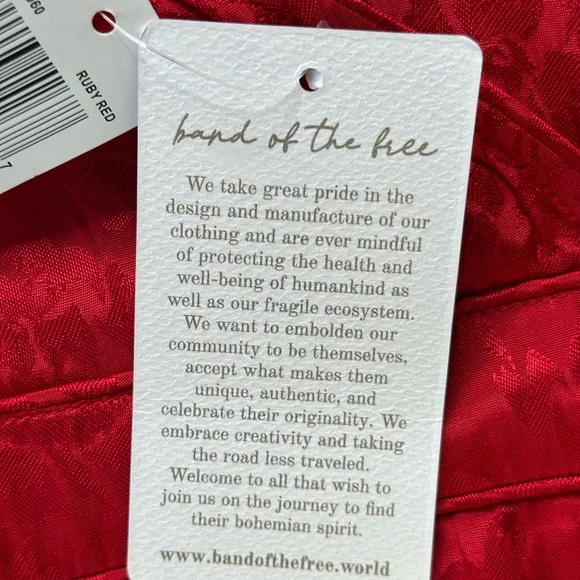 60
RUBY RED
7
band of the free
We take great pride in the
design and manufacture of our
clothing and are ever mindful
of protecting the health and
well-being of humankind as
well as our fragile ecosystem.
We want to embolden our
community to be themselves,
accept what makes them
unique, authentic, and
celebrate their originality. We
embrace creativity and taking
the road less traveled.
Welcome to all that wish to
join us on the journey to find
their bohemian spirit.
www.bandofthefree.world